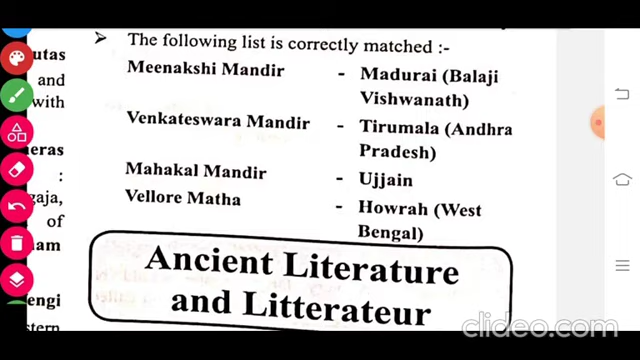 utas
and
with
eras
:
gaja,
of
am
engi
stern
➤ The following list is correctly matched :-
Meenakshi Mandir - Madurai (Balaji
Vishwanath)
Venkateswara Mandir - Tirumala (Andhra
Pradesh)
Mahakal Mandir - Ujjain
Vellore Matha - Howrah (West
Bengal)
Ancient Literature
and Litterateur
clideo.com